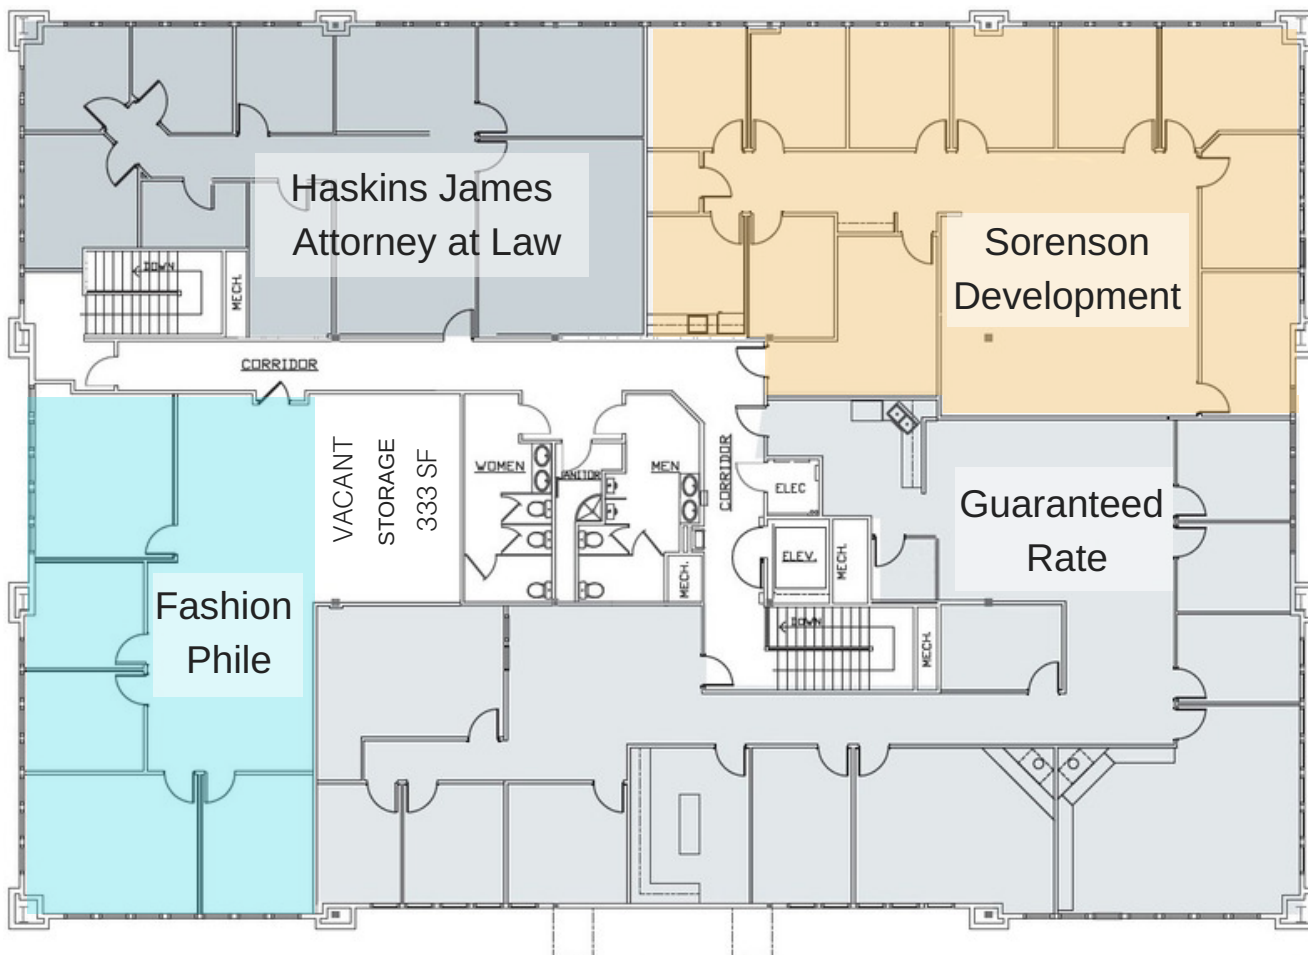 Haskins James
Attorney at Law
Sorenson
Development
DOWN
MECH.
CORRIDOR
VACANT
STORAGE
333 SF
WOMEN
JANITOR
MEN
CORRIDOR
ELEC
ELEV.
MECH.
MECH.
Guaranteed
Rate
Fashion
Phile
DOWN
MECH.